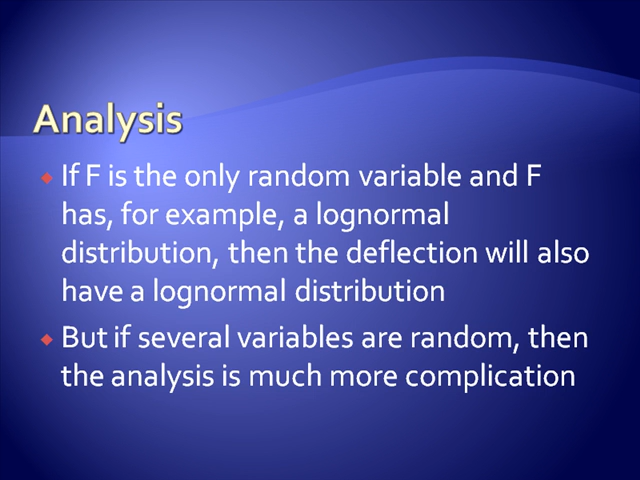 Analysis
If F is the only random variable and F
has, for example, a lognormal
distribution, then the deflection will also
have a lognormal distribution
But if several variables are random, then
the analysis is much more complication